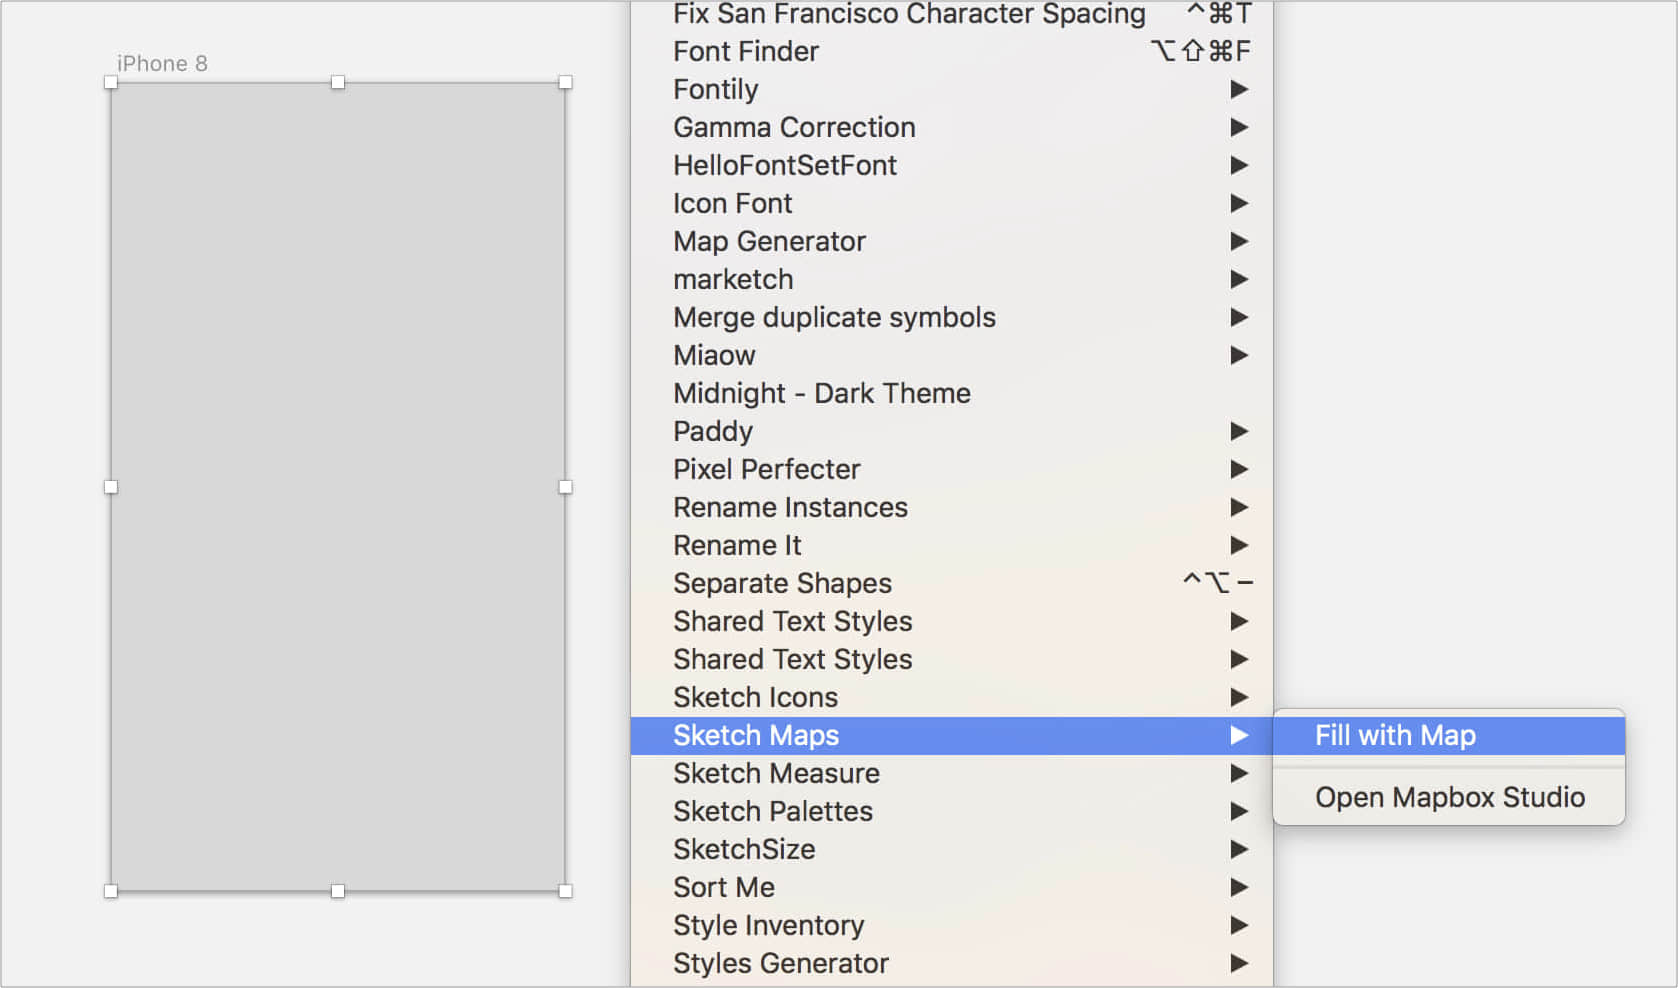 iPhone 8
Fix San Francisco Character Spacing ^⌘T
Font Finder ⌥⇧⌘F
Fontily ▶
Gamma Correction ▶
HelloFontSetFont ▶
Icon Font ▶
Map Generator ▶
marketch ▶
Merge duplicate symbols ▶
Miaow ▶
Midnight - Dark Theme
Paddy ▶
Pixel Perfecter ▶
Rename Instances ▶
Rename It ▶
Separate Shapes ^⌥–
Shared Text Styles ▶
Shared Text Styles ▶
Sketch Icons ▶
Sketch Maps ▶
Fill with Map
Sketch Measure ▶
Open Mapbox Studio
Sketch Palettes ▶
SketchSize ▶
Sort Me ▶
Style Inventory ▶
Styles Generator ▶